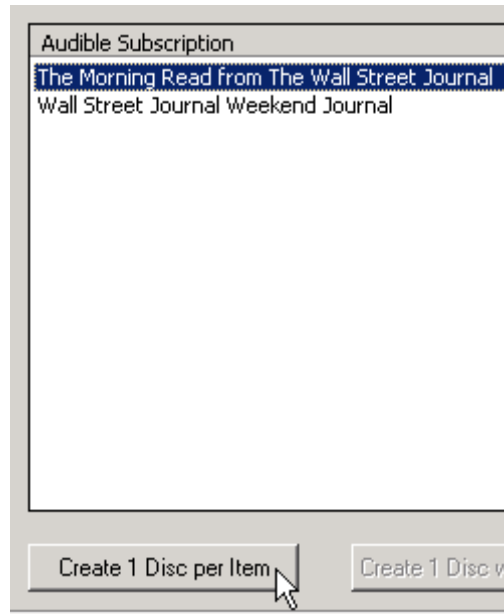 Audible Subscription
The Morning Read from The Wall Street Journal
Wall Street Journal Weekend Journal
Create 1 Disc per Item
Create 1 Disc